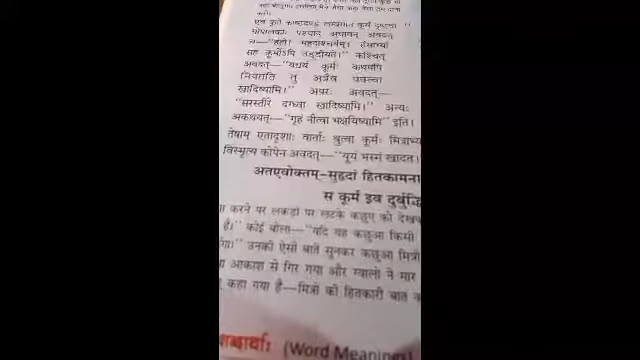 एवं कृते काष्ठदण्डे लम्बमानं कूर्मं दृष्ट्वा
गोपालकाः पश्चाद् अधावन् अवदन्
च—"हंहो! महदाश्चर्यम्। हंसाभ्यां
सह कूर्मोऽपि उड्डीयते।" कश्चित्
अवदत्—"यद्ययं कूर्मः कथमपि
निपतति तु अत्रैव पक्त्वा
खादिष्यामि।" अपरः अवदत्—
"सरस्तीरे दग्ध्वा खादिष्यामि।" अन्यः
अकथयत्—"गृहं नीत्वा भक्षयिष्यामि" इति।
तेषाम् एतादृशाः वार्ताः श्रुत्वा कूर्मः मित्राभ्य
विस्मृत्य कोपेन अवदत्—"यूयं भस्मं खादत।
अतएवोक्तम्–सुहृदां हितकामना
स कूर्म इव दुर्बुद्धि
करने पर लकड़ी पर लटके कछुए को देखक
है।" कोई बोला—"यदि यह कछुआ किसी
उनकी ऐसी बातें सुनकर कछुआ मित्रो
आकाश से गिर गया और ग्वालों ने मार
कहा गया है—मित्रों की हितकारी बात
शब्दार्थाः (Word Meanings)